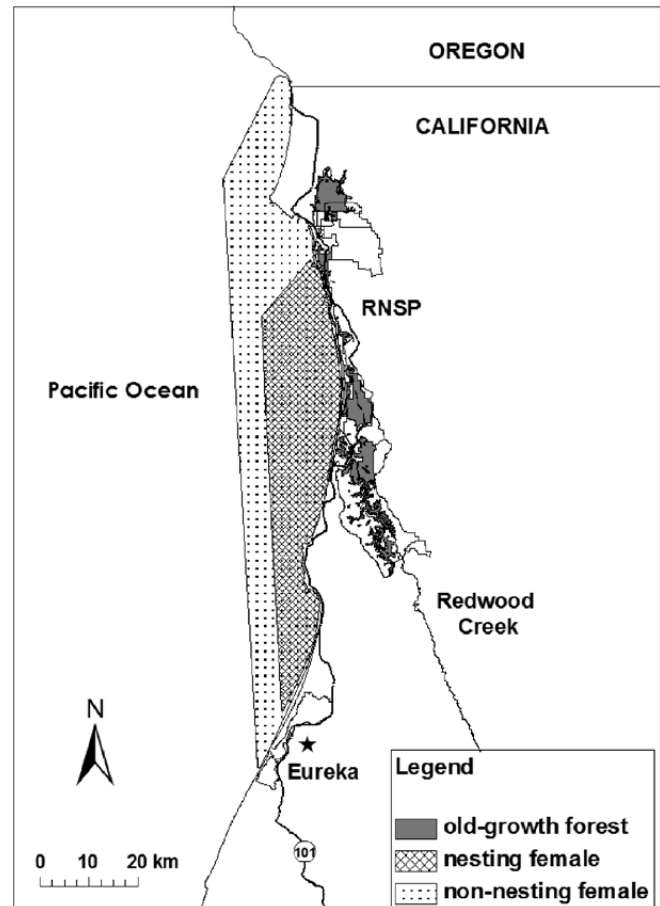 OREGON
CALIFORNIA
RNSP
Pacific Ocean
Redwood
Creek
N
Eureka
Legend
old-growth forest
nesting female
non-nesting female
0 10 20 km
101